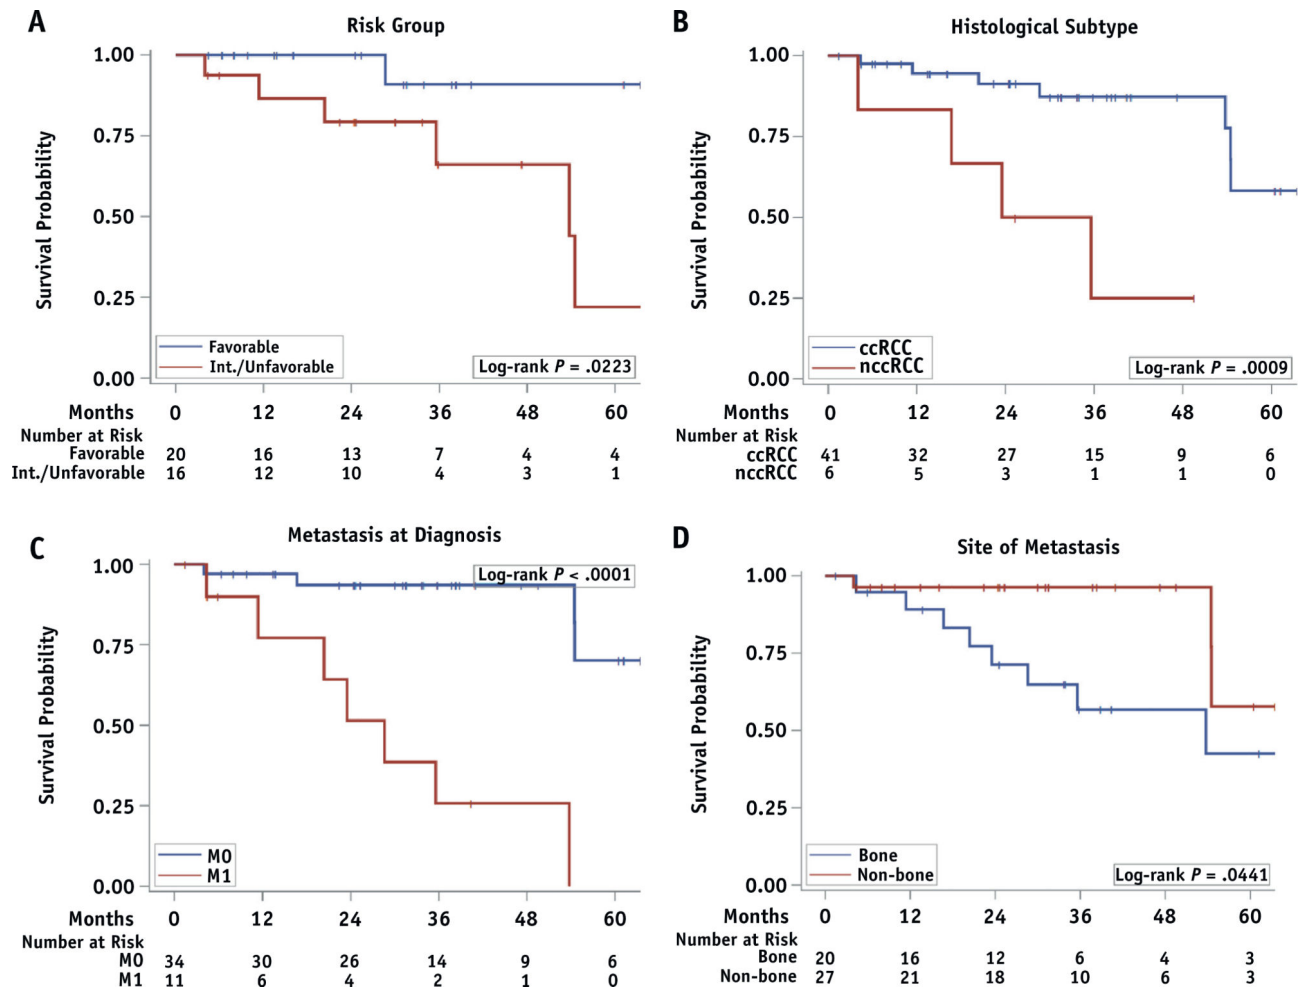 A
Risk Group
Survival Probability
1.00
0.75
0.50
0.25
0.00
Favorable
Int./Unfavorable
Log-rank P = .0223
Months 0 12 24 36 48 60
Number at Risk
Favorable 20 16 13 7 4 4
Int./Unfavorable 16 12 10 4 3 1
B
Histological Subtype
Survival Probability
1.00
0.75
0.50
0.25
0.00
ccRCC
nccRCC
Log-rank P = .0009
Months 0 12 24 36 48 60
Number at Risk
ccRCC 41 32 27 15 9 6
nccRCC 6 5 3 1 1 0
C
Metastasis at Diagnosis
Survival Probability
1.00
0.75
0.50
0.25
0.00
Log-rank P < .0001
M0
M1
Months 0 12 24 36 48 60
Number at Risk
M0 34 30 26 14 9 6
M1 11 6 4 2 1 0
D
Site of Metastasis
Survival Probability
1.00
0.75
0.50
0.25
0.00
Bone
Non-bone
Log-rank P = .0441
Months 0 12 24 36 48 60
Number at Risk
Bone 20 16 12 6 4 3
Non-bone 27 21 18 10 6 3